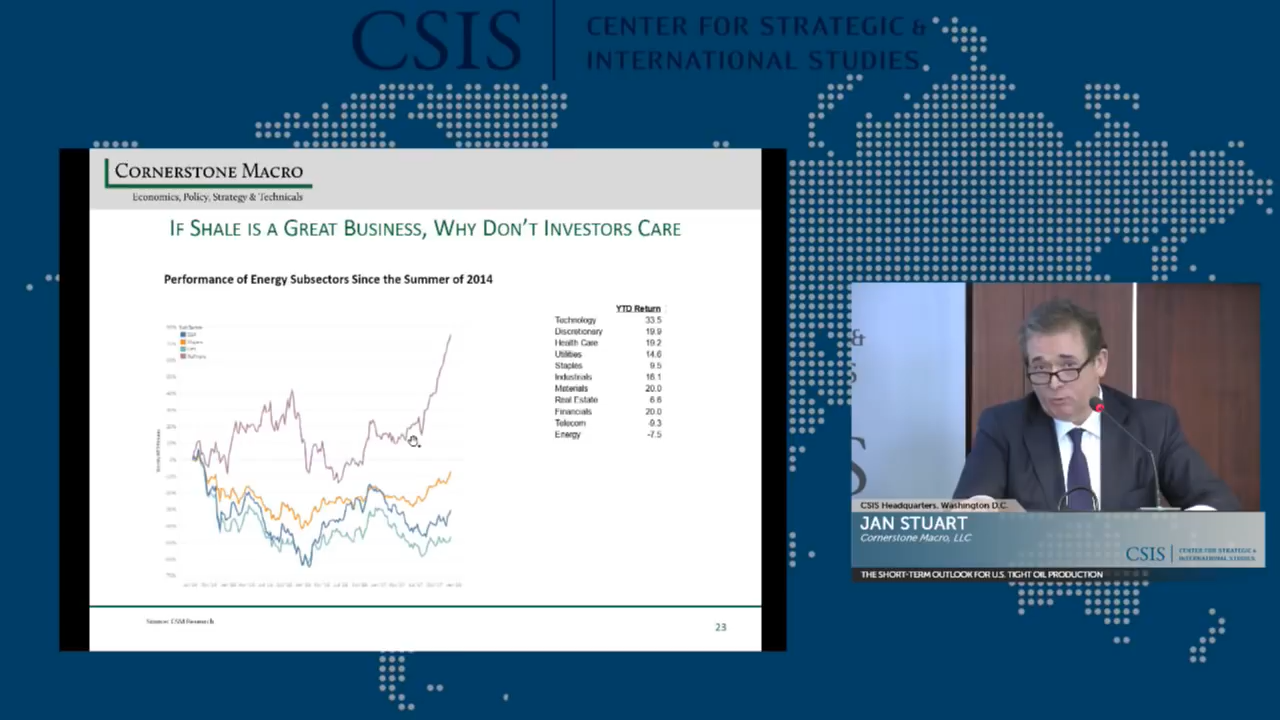 CSIS
CENTER FOR STRATEGIC &
INTERNATIONAL STUDIES
CORNERSTONE MACRO
Economics, Policy, Strategy & Technicals
IF SHALE IS A GREAT BUSINESS, WHY DON'T INVESTORS CARE
Performance of Energy Subsectors Since the Summer of 2014
YTD Return
Technology 33.5
Discretionary 19.9
Health Care 19.2
Utilities 14.6
Staples 9.5
Industrials 16.1
Materials 20.0
Real Estate 6.6
Financials 20.0
Telecom -9.3
Energy -7.5
Source: CSM Research
23
&
S
S
CSIS Headquarters, Washington D.C.
JAN STUART
Cornerstone Macro, LLC
CSIS
CENTER FOR STRATEGIC &
INTERNATIONAL STUDIES
THE SHORT-TERM OUTLOOK FOR U.S. TIGHT OIL PRODUCTION